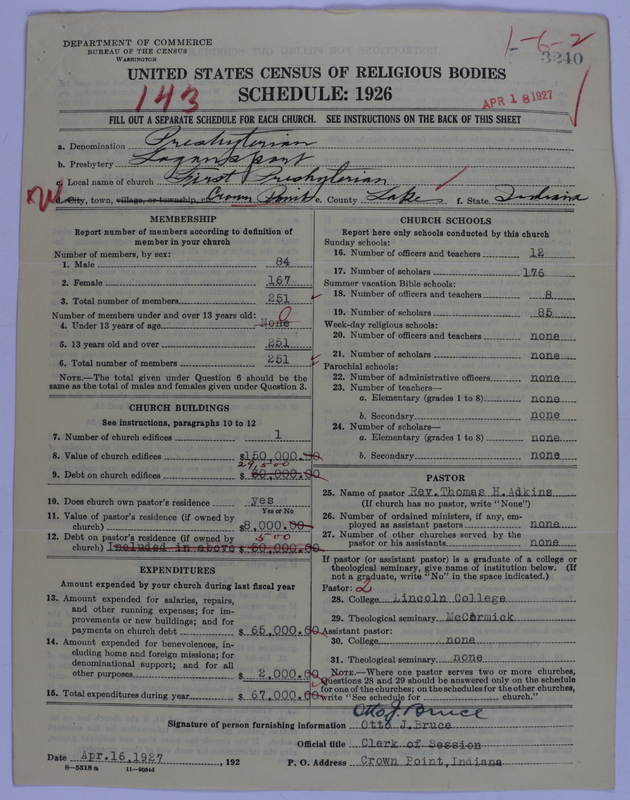 DEPARTMENT OF COMMERCE
BUREAU OF THE CENSUS
WASHINGTON
1-6-2
3240
UNITED STATES CENSUS OF RELIGIOUS BODIES
143
SCHEDULE: 1926
APR 18 1927
FILL OUT A SEPARATE SCHEDULE FOR EACH CHURCH. SEE INSTRUCTIONS ON THE BACK OF THIS SHEET
a. Denomination Presbyterian
b. Presbytery Logansport
c. Local name of church First Presbyterian
d. City, town, village, or township, etc. Crown Point e. County Lake f. State Indiana
MEMBERSHIP
Report number of members according to definition of
member in your church
Number of members, by sex:
1. Male 84
2. Female 167
3. Total number of members 251
Number of members under and over 13 years old: 0
4. Under 13 years of age None
5. 13 years old and over 251
6. Total number of members 251
NOTE.—The total given under Question 6 should be the
same as the total of males and females given under Question 3.
CHURCH BUILDINGS
See instructions, paragraphs 10 to 12
7. Number of church edifices 1
8. Value of church edifices $150,000.00
29,500
9. Debt on church edifices $ 30,000.00
10. Does church own pastor's residence yes
Yes or No
11. Value of pastor's residence (if owned by
church) $8,000.00
12. Debt on pastor's residence (if owned by 500
church) Included in above $ 30,000.00
EXPENDITURES
Amount expended by your church during last fiscal year
13. Amount expended for salaries, repairs,
and other running expenses; for im-
provements or new buildings; and for
payments on church debt $ 65,000.00
14. Amount expended for benevolences, in-
cluding home and foreign missions; for
denominational support; and for all
other purposes $ 2,000.00
15. Total expenditures during year $ 67,000.00
CHURCH SCHOOLS
Report here only schools conducted by this church
Sunday schools:
16. Number of officers and teachers 12
17. Number of scholars 176
Summer vacation Bible schools:
18. Number of officers and teachers 8
19. Number of scholars 85
Week-day religious schools:
20. Number of officers and teachers none
21. Number of scholars none
Parochial schools:
22. Number of administrative officers none
23. Number of teachers—
a. Elementary (grades 1 to 8) none
b. Secondary none
24. Number of scholars—
a. Elementary (grades 1 to 8) none
b. Secondary none
PASTOR
25. Name of pastor Rev. Thomas H. Adkins
(If church has no pastor, write "None")
26. Number of ordained ministers, if any, em-
ployed as assistant pastors none
27. Number of other churches served by the
pastor or his assistants none
If pastor (or assistant pastor) is a graduate of a college or
theological seminary, give name of institution below. (If
not a graduate, write "No" in the space indicated.)
Pastor: 2
28. College Lincoln College
29. Theological seminary McCormick
Assistant pastor:
30. College none
31. Theological seminary none
NOTE.—Where one pastor serves two or more churches,
Questions 28 and 29 should be answered only on the schedule
for one of the churches; on the schedules for the other churches,
write "See schedule for church."
Otto J. Bruce
Signature of person furnishing information Otto J. Bruce
Official title Clerk of Session
Date Apr. 16, 1927 , 192
P. O. Address Crown Point, Indiana